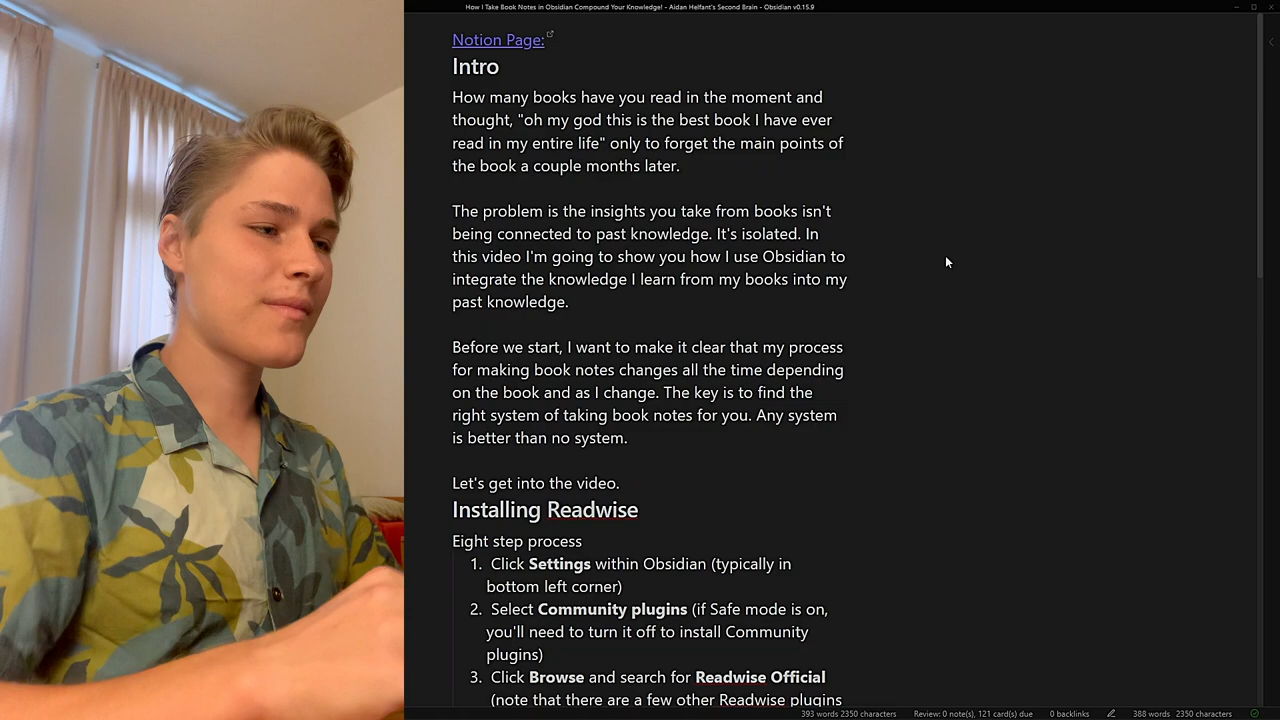 How I Take Book Notes in Obsidian Compound Your Knowledge! - Aidan Helfant's Second Brain - Obsidian v0.15.9
Notion Page:
Intro
How many books have you read in the moment and
thought, "oh my god this is the best book I have ever
read in my entire life" only to forget the main points of
the book a couple months later.
The problem is the insights you take from books isn't
being connected to past knowledge. It's isolated. In
this video I'm going to show you how I use Obsidian to
integrate the knowledge I learn from my books into my
past knowledge.
Before we start, I want to make it clear that my process
for making book notes changes all the time depending
on the book and as I change. The key is to find the
right system of taking book notes for you. Any system
is better than no system.
Let's get into the video.
Installing Readwise
Eight step process
1. Click Settings within Obsidian (typically in
bottom left corner)
2. Select Community plugins (if Safe mode is on,
you'll need to turn it off to install Community
plugins)
3. Click Browse and search for Readwise Official
(note that there are a few other Readwise plugins
393 words 2350 characters Review: 0 note(s), 121 card(s) due 0 backlinks 388 words 2350 characters